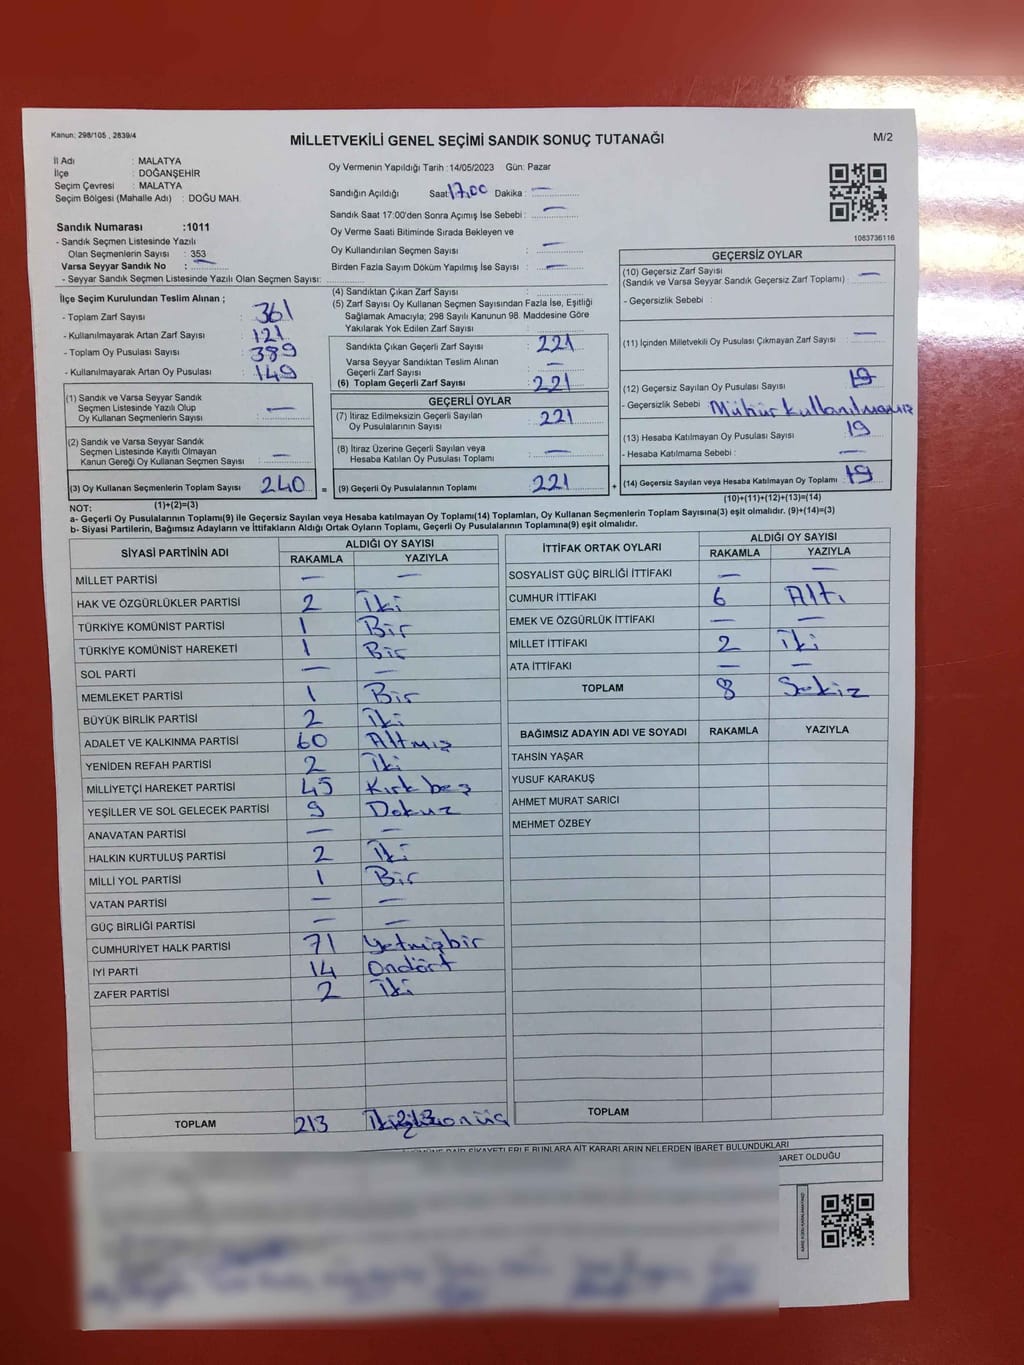 Kanun: 298/105 , 2839/4
MİLLETVEKİLİ GENEL SEÇİMİ SANDIK SONUÇ TUTANAĞI
M/2
İl Adı : MALATYA
İlçe : DOĞANŞEHİR
Seçim Çevresi : MALATYA
Seçim Bölgesi (Mahalle Adı) : DOĞU MAH.
Sandık Numarası :1011
- Sandık Seçmen Listesinde Yazılı
Olan Seçmenlerin Sayısı : 353
Varsa Seyyar Sandık No : —
- Seyyar Sandık Seçmen Listesinde Yazılı Olan Seçmen Sayısı:
Oy Vermenin Yapıldığı Tarih :14/05/2023 Gün: Pazar
Sandığın Açıldığı Saat 17,00 Dakika : —
Sandık Saat 17:00'den Sonra Açımış İse Sebebi : —
Oy Verme Saati Bitiminde Sırada Bekleyen ve
Oy Kullandırılan Seçmen Sayısı : —
Birden Fazla Sayım Döküm Yapılmış İse Sayısı : —
1083736116
İlçe Seçim Kurulundan Teslim Alınan ;
- Toplam Zarf Sayısı : 361
- Kullanılmayarak Artan Zarf Sayısı : 121
- Toplam Oy Pusulası Sayısı : 389
- Kullanılmayarak Artan Oy Pusulası : 149
(1) Sandık ve Varsa Seyyar Sandık
Seçmen Listesinde Yazılı Olup
Oy Kullanan Seçmenlerin Sayısı : —
(2) Sandık ve Varsa Seyyar Sandık
Seçmen Listesinde Kayıtlı Olmayan
Kanun Gereği Oy Kullanan Seçmen Sayısı : —
(3) Oy Kullanan Seçmenlerin Toplam Sayısı : 240 =
(1)+(2)=(3)
(4) Sandıktan Çıkan Zarf Sayısı :
(5) Zarf Sayısı Oy Kullanan Seçmen Sayısından Fazla İse, Eşitliği
Sağlamak Amacıyla; 298 Sayılı Kanunun 98. Maddesine Göre
Yakılarak Yok Edilen Zarf Sayısı :
Sandıkta Çıkan Geçerli Zarf Sayısı : 221
Varsa Seyyar Sandıktan Teslim Alınan
Geçerli Zarf Sayısı : —
(6) Toplam Geçerli Zarf Sayısı : 221
GEÇERLİ OYLAR
(7) İtiraz Edilmeksizin Geçerli Sayılan
Oy Pusulalarının Sayısı : 221
(8) İtiraz Üzerine Geçerli Sayılan veya
Hesaba Katılan Oy Pusulası Toplamı : —
(9) Geçerli Oy Pusulalarının Toplamı : 221 +
GEÇERSİZ OYLAR
(10) Geçersiz Zarf Sayısı
(Sandık ve Varsa Seyyar Sandık Geçersiz Zarf Toplamı) : —
- Geçersizlik Sebebi :
(11) İçinden Milletvekili Oy Pusulası Çıkmayan Zarf Sayısı : —
(12) Geçersiz Sayılan Oy Pusulası Sayısı : 19
- Geçersizlik Sebebi : Mühür kullanılmamız
(13) Hesaba Katılmayan Oy Pusulası Sayısı : 19
- Hesaba Katılmama Sebebi : —
(14) Geçersiz Sayılan veya Hesaba Katılmayan Oy Toplamı : 19
(10)+(11)+(12)+(13)=(14)
NOT:
a- Geçerli Oy Pusulalarının Toplamı(9) ile Geçersiz Sayılan veya Hesaba katılmayan Oy Toplamı(14) Toplamları, Oy Kullanan Seçmenlerin Toplam Sayısına(3) eşit olmalıdır. (9)+(14)=(3)
b- Siyasi Partilerin, Bağımsız Adayların ve İttifakların Aldığı Ortak Oyların Toplamı, Geçerli Oy Pusulalarının Toplamına(9) eşit olmalıdır.
SİYASİ PARTİNİN ADI ALDIĞI OY SAYISI
RAKAMLA YAZIYLA
MİLLET PARTİSİ — —
HAK VE ÖZGÜRLÜKLER PARTİSİ 2 İki
TÜRKİYE KOMÜNİST PARTİSİ 1 Bir
TÜRKİYE KOMÜNİST HAREKETİ 1 Bir
SOL PARTİ — —
MEMLEKET PARTİSİ 1 Bir
BÜYÜK BİRLİK PARTİSİ 2 İki
ADALET VE KALKINMA PARTİSİ 60 Altmış
YENİDEN REFAH PARTİSİ 2 İki
MİLLİYETÇİ HAREKET PARTİSİ 45 Kırk beş
YEŞİLLER VE SOL GELECEK PARTİSİ 9 Dokuz
ANAVATAN PARTİSİ — —
HALKIN KURTULUŞ PARTİSİ 2 İki
MİLLİ YOL PARTİSİ 1 Bir
VATAN PARTİSİ — —
GÜÇ BİRLİĞİ PARTİSİ — —
CUMHURİYET HALK PARTİSİ 71 Yetmişbir
İYİ PARTİ 14 Ondört
ZAFER PARTİSİ 2 İki
TOPLAM 213
İTTİFAK ORTAK OYLARI ALDIĞI OY SAYISI
RAKAMLA YAZIYLA
SOSYALIST GÜÇ BİRLİĞİ İTTİFAKI — —
CUMHUR İTTİFAKI 6 Altı
EMEK VE ÖZGÜRLÜK İTTİFAKI — —
MİLLET İTTİFAKI 2 İki
ATA İTTİFAKI — —
TOPLAM 8 Sekiz
BAĞIMSIZ ADAYIN ADI VE SOYADI RAKAMLA YAZIYLA
TAHSİN YAŞAR
YUSUF KARAKUŞ
AHMET MURAT SARICI
MEHMET ÖZBEY
TOPLAM
ŞİKAYETLERLE BUNLARA AİT KARARLARIN NELERDEN İBARET BULUNDUKLARI
BARET OLDUĞU